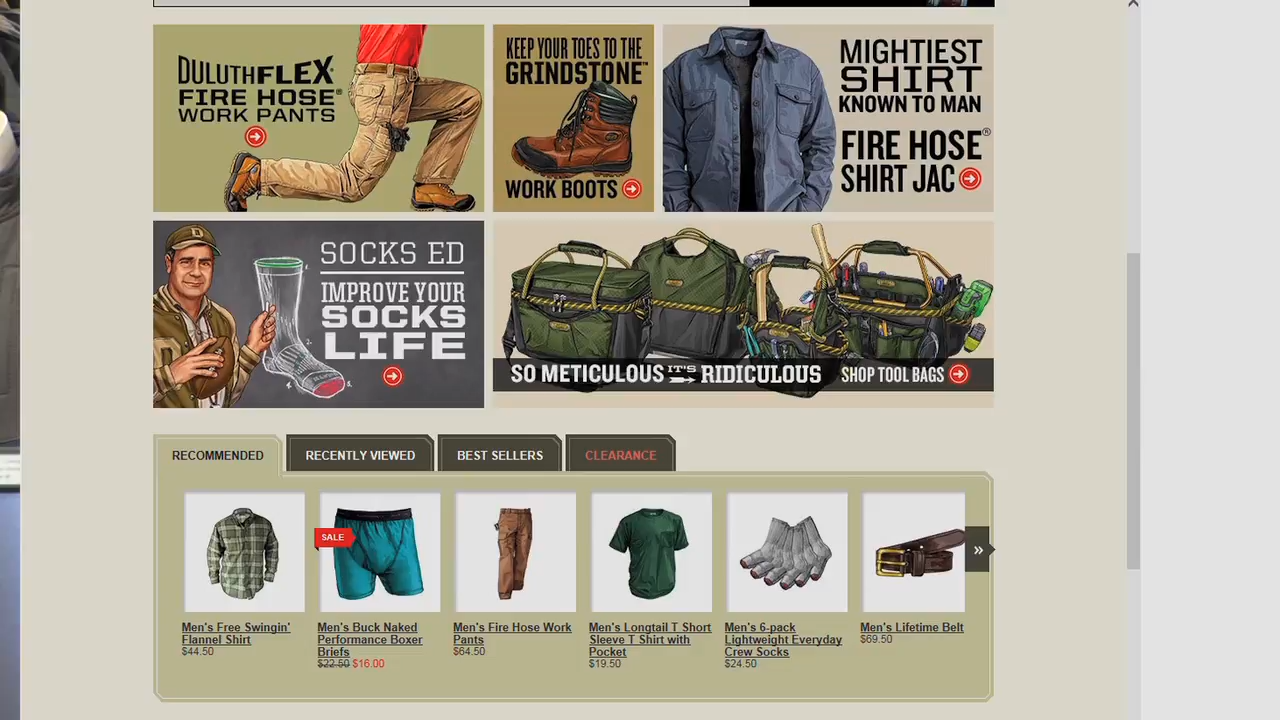 DULUTHFLEX
FIRE HOSE®
WORK PANTS
KEEP YOUR TOES TO THE
GRINDSTONE™
WORK BOOTS
MIGHTIEST
SHIRT
KNOWN TO MAN
FIRE HOSE®
SHIRT JAC
SOCKS ED
IMPROVE YOUR
SOCKS
LIFE
SO METICULOUS IT'S RIDICULOUS SHOP TOOL BAGS
RECOMMENDED RECENTLY VIEWED BEST SELLERS CLEARANCE
SALE
»
Men's Free Swingin'
Flannel Shirt
$44.50
Men's Buck Naked
Performance Boxer
Briefs
$22.50 $16.00
Men's Fire Hose Work
Pants
$64.50
Men's Longtail T Short
Sleeve T Shirt with
Pocket
$19.50
Men's 6-pack
Lightweight Everyday
Crew Socks
$24.50
Men's Lifetime Belt
$69.50